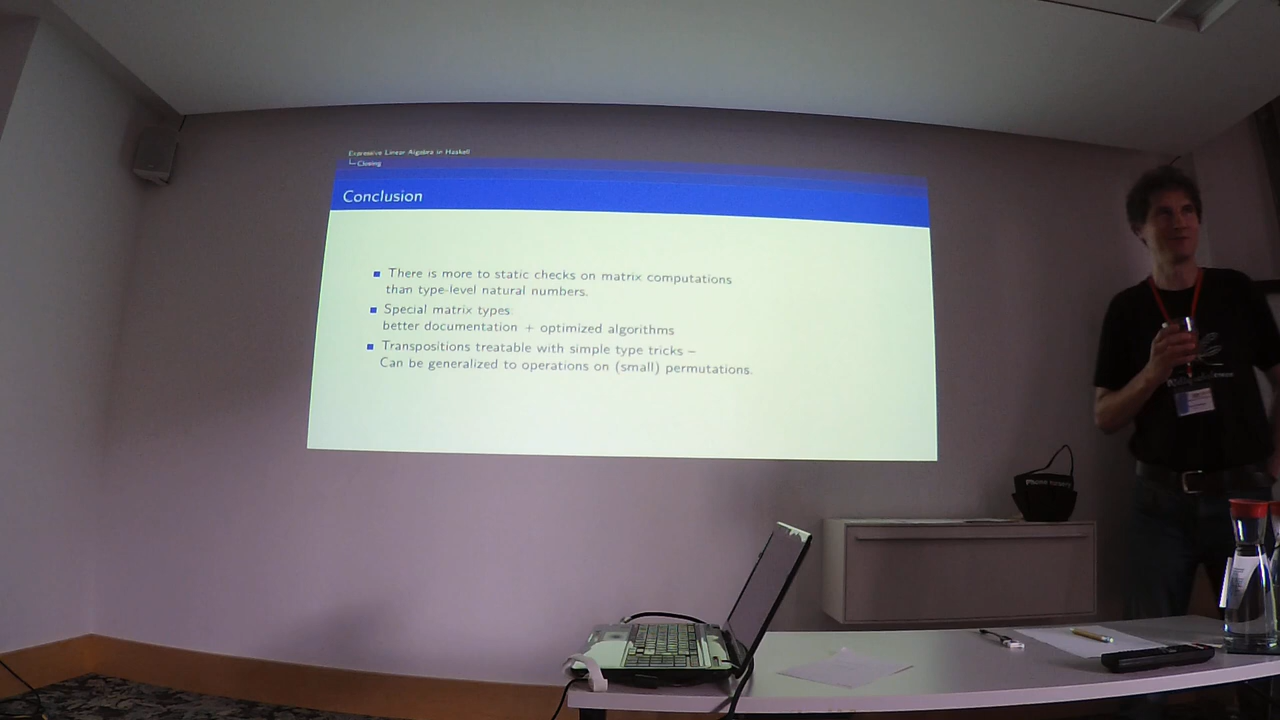 Expressive Linear Algebra in Haskell
Closing
Conclusion
There is more to static checks on matrix computations
than type-level natural numbers.
Special matrix types:
better documentation + optimized algorithms
Transpositions treatable with simple type tricks –
Can be generalized to operations on (small) permutations.